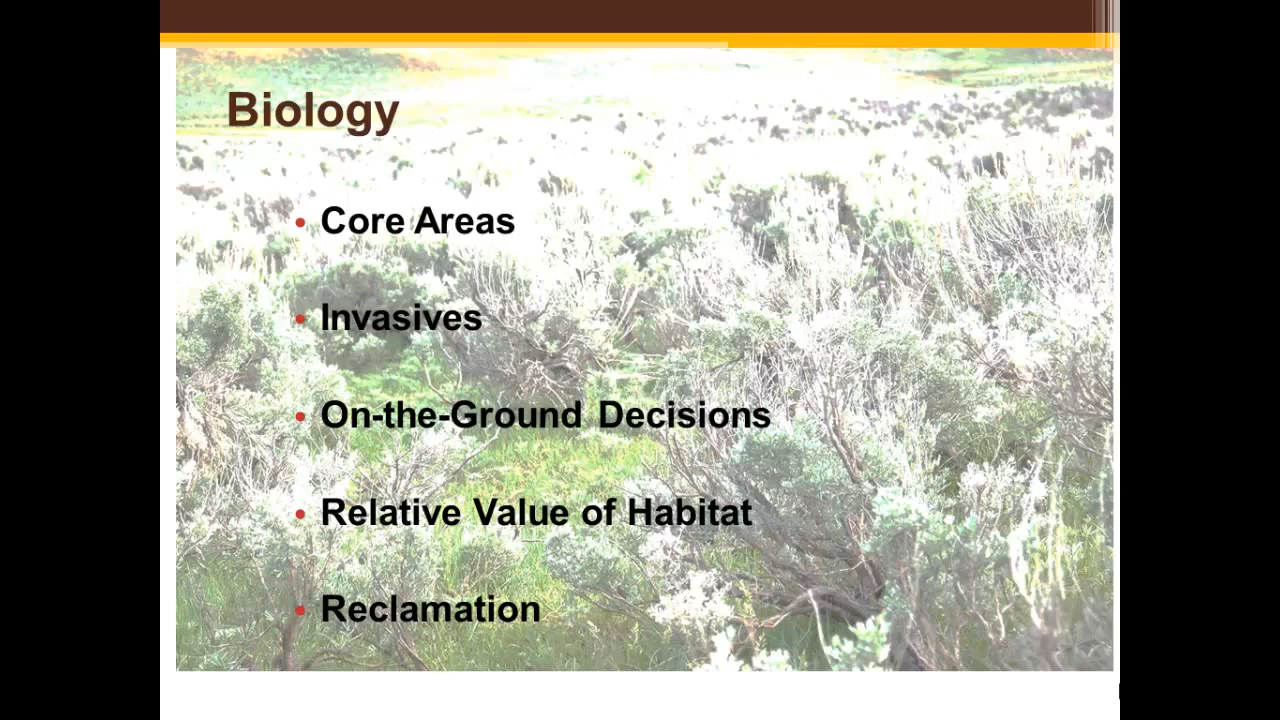 Biology
• Core Areas
• Invasives
• On-the-Ground Decisions
• Relative Value of Habitat
• Reclamation